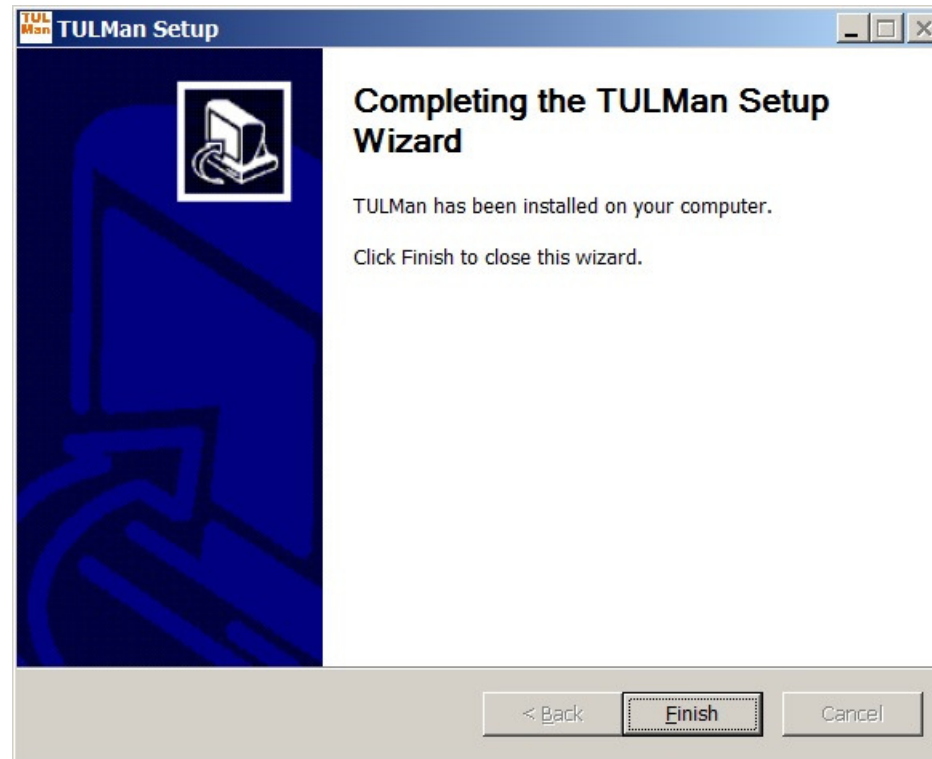 TUL
Man
TULMan Setup
Completing the TULMan Setup
Wizard
TULMan has been installed on your computer.
Click Finish to close this wizard.
< Back Finish Cancel